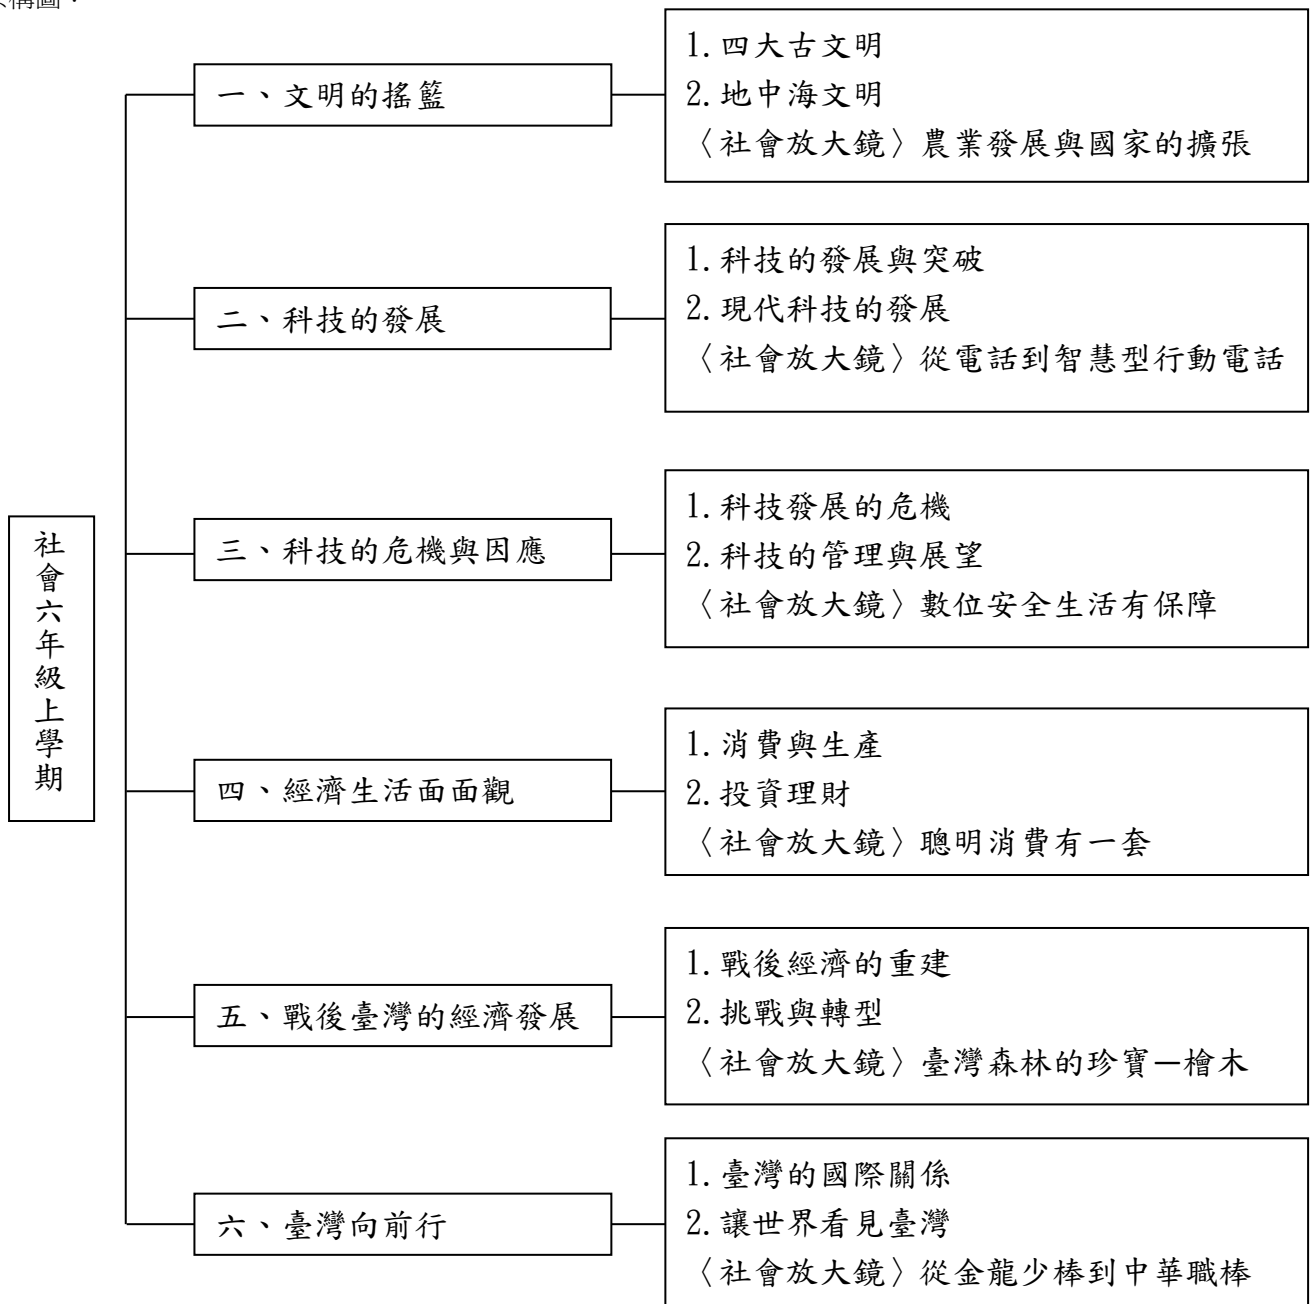 構圖：
社會六年級上學期
一、文明的搖籃
1.四大古文明
2.地中海文明
〈社會放大鏡〉農業發展與國家的擴張
二、科技的發展
1.科技的發展與突破
2.現代科技的發展
〈社會放大鏡〉從電話到智慧型行動電話
三、科技的危機與因應
1.科技發展的危機
2.科技的管理與展望
〈社會放大鏡〉數位安全生活有保障
四、經濟生活面面觀
1.消費與生產
2.投資理財
〈社會放大鏡〉聰明消費有一套
五、戰後臺灣的經濟發展
1.戰後經濟的重建
2.挑戰與轉型
〈社會放大鏡〉臺灣森林的珍寶—檜木
六、臺灣向前行
1.臺灣的國際關係
2.讓世界看見臺灣
〈社會放大鏡〉從金龍少棒到中華職棒